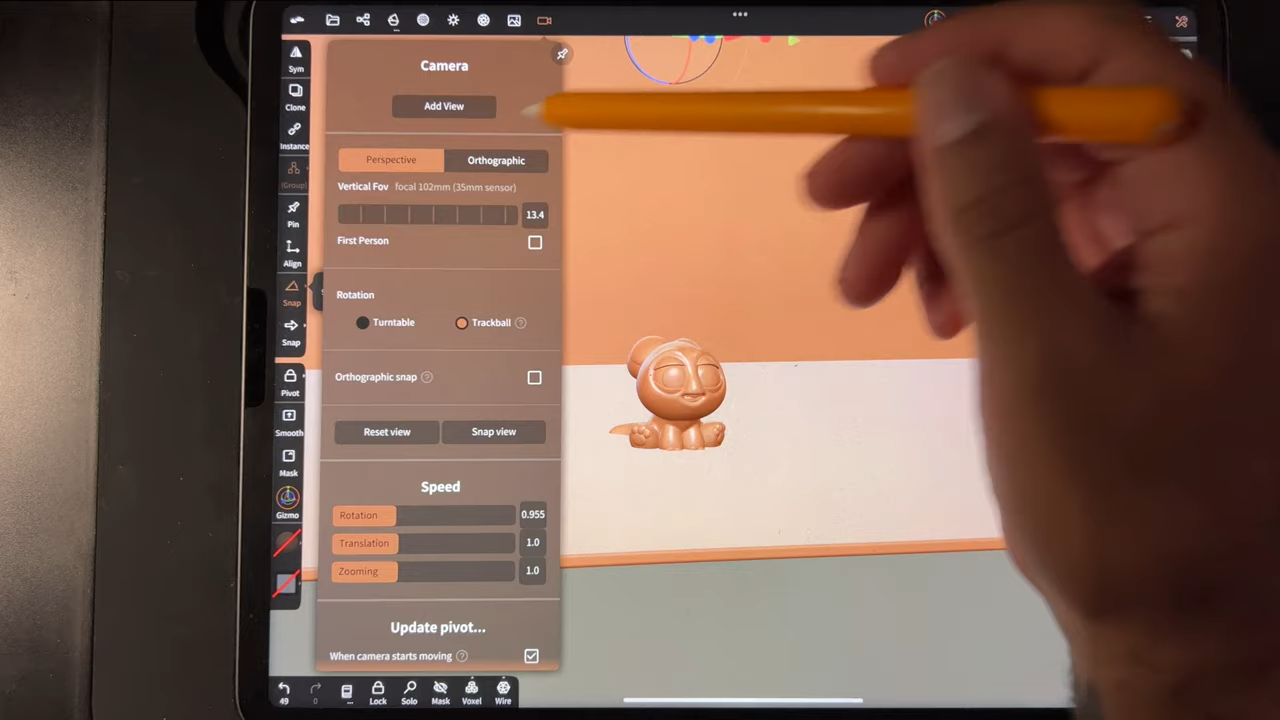 Camera
Add View
Perspective Orthographic
Vertical Fov focal 102mm (35mm sensor)
13.4
First Person
Rotation
Turntable Trackball ?
Orthographic snap ?
Reset view Snap view
Speed
Rotation 0.955
Translation 1.0
Zooming 1.0
Update pivot...
When camera starts moving ?
Sym
Clone
Instance
(Group)
Pin
Align
Snap
Snap
Pivot
Smooth
Mask
Gizmo
49 0 ... Lock Solo Mask Voxel Wire